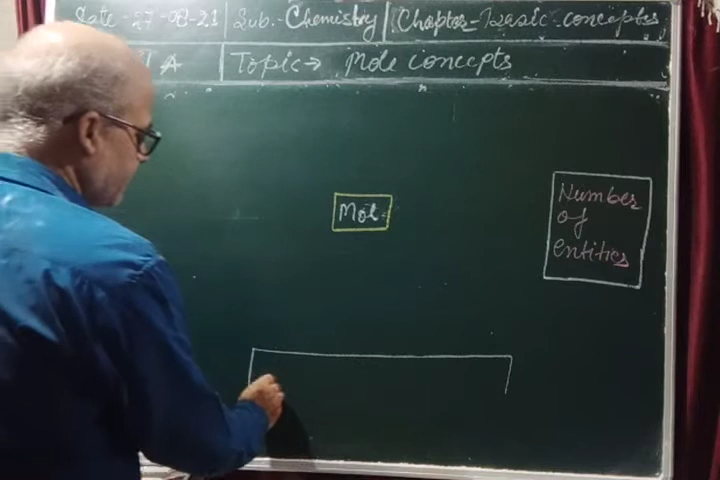 Date - 27-08-21 Sub.- Chemistry Chapter - Basic concepts
A Topic → Mole concepts
Mole
Number
of
entities